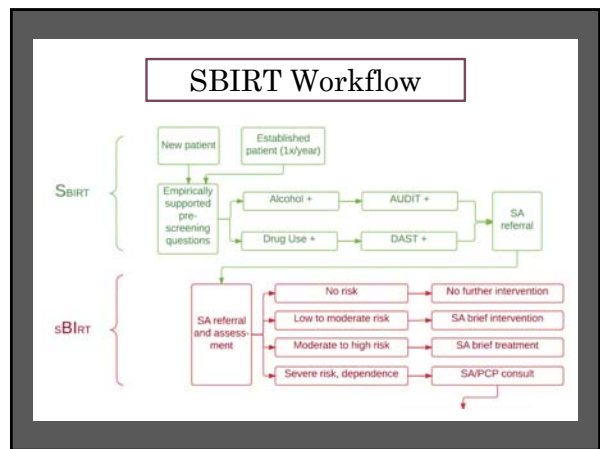 SBIRT Workflow
New patient
Established
patient (1x/year)
SBIRT
Empirically
supported
pre-
screening
questions
Alcohol +
AUDIT +
Drug Use +
DAST +
SA
referral
sBIRT
SA referral
and assess-
ment
No risk
No further intervention
Low to moderate risk
SA brief intervention
Moderate to high risk
SA brief treatment
Severe risk, dependence
SA/PCP consult